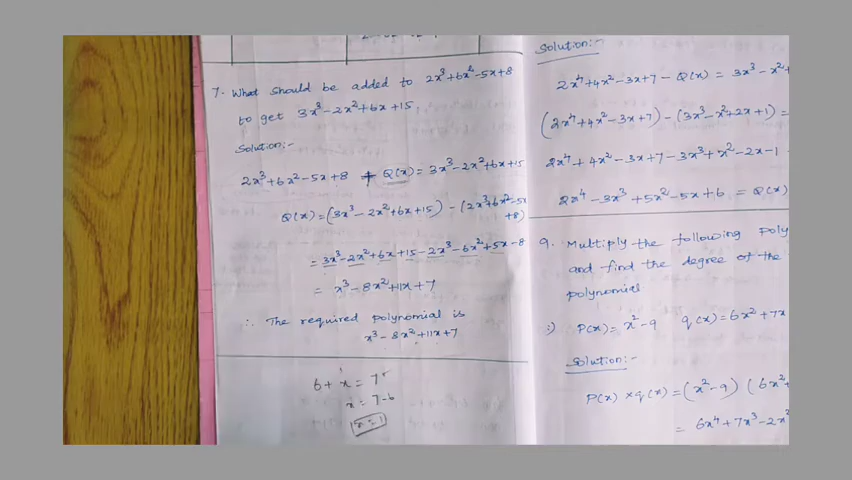 7. What should be added to 2x³+6x²-5x+8
to get 3x³-2x²+6x+15
Solution:-
2x³+6x²-5x+8 + Q(x) = 3x³-2x²+6x+15
Q(x) = (3x³-2x²+6x+15) - (2x³+6x²-5x
+8)
= 3x³-2x²+6x+15-2x³-6x²+5x-8
= x³-8x²+11x+7
∴ The required polynomial is
x³-8x²+11x+7
6+x = 7
x = 7-6
x = 1
Solution:-
2x⁴+4x²-3x+7 - Q(x) = 3x³-x²+
(2x⁴+4x²-3x+7) - (3x³-x²+2x+1) =
2x⁴+4x²-3x+7-3x³+x²-2x-1
2x⁴-3x³+5x²-5x+6 = Q(x)
9. Multiply the following Poly
and find the degree of the
polynomial
P(x) = x²-9 q(x) = 6x²+7x
Solution:-
P(x) × q(x) = (x²-9) (6x²+
= 6x⁴+7x³-2x²